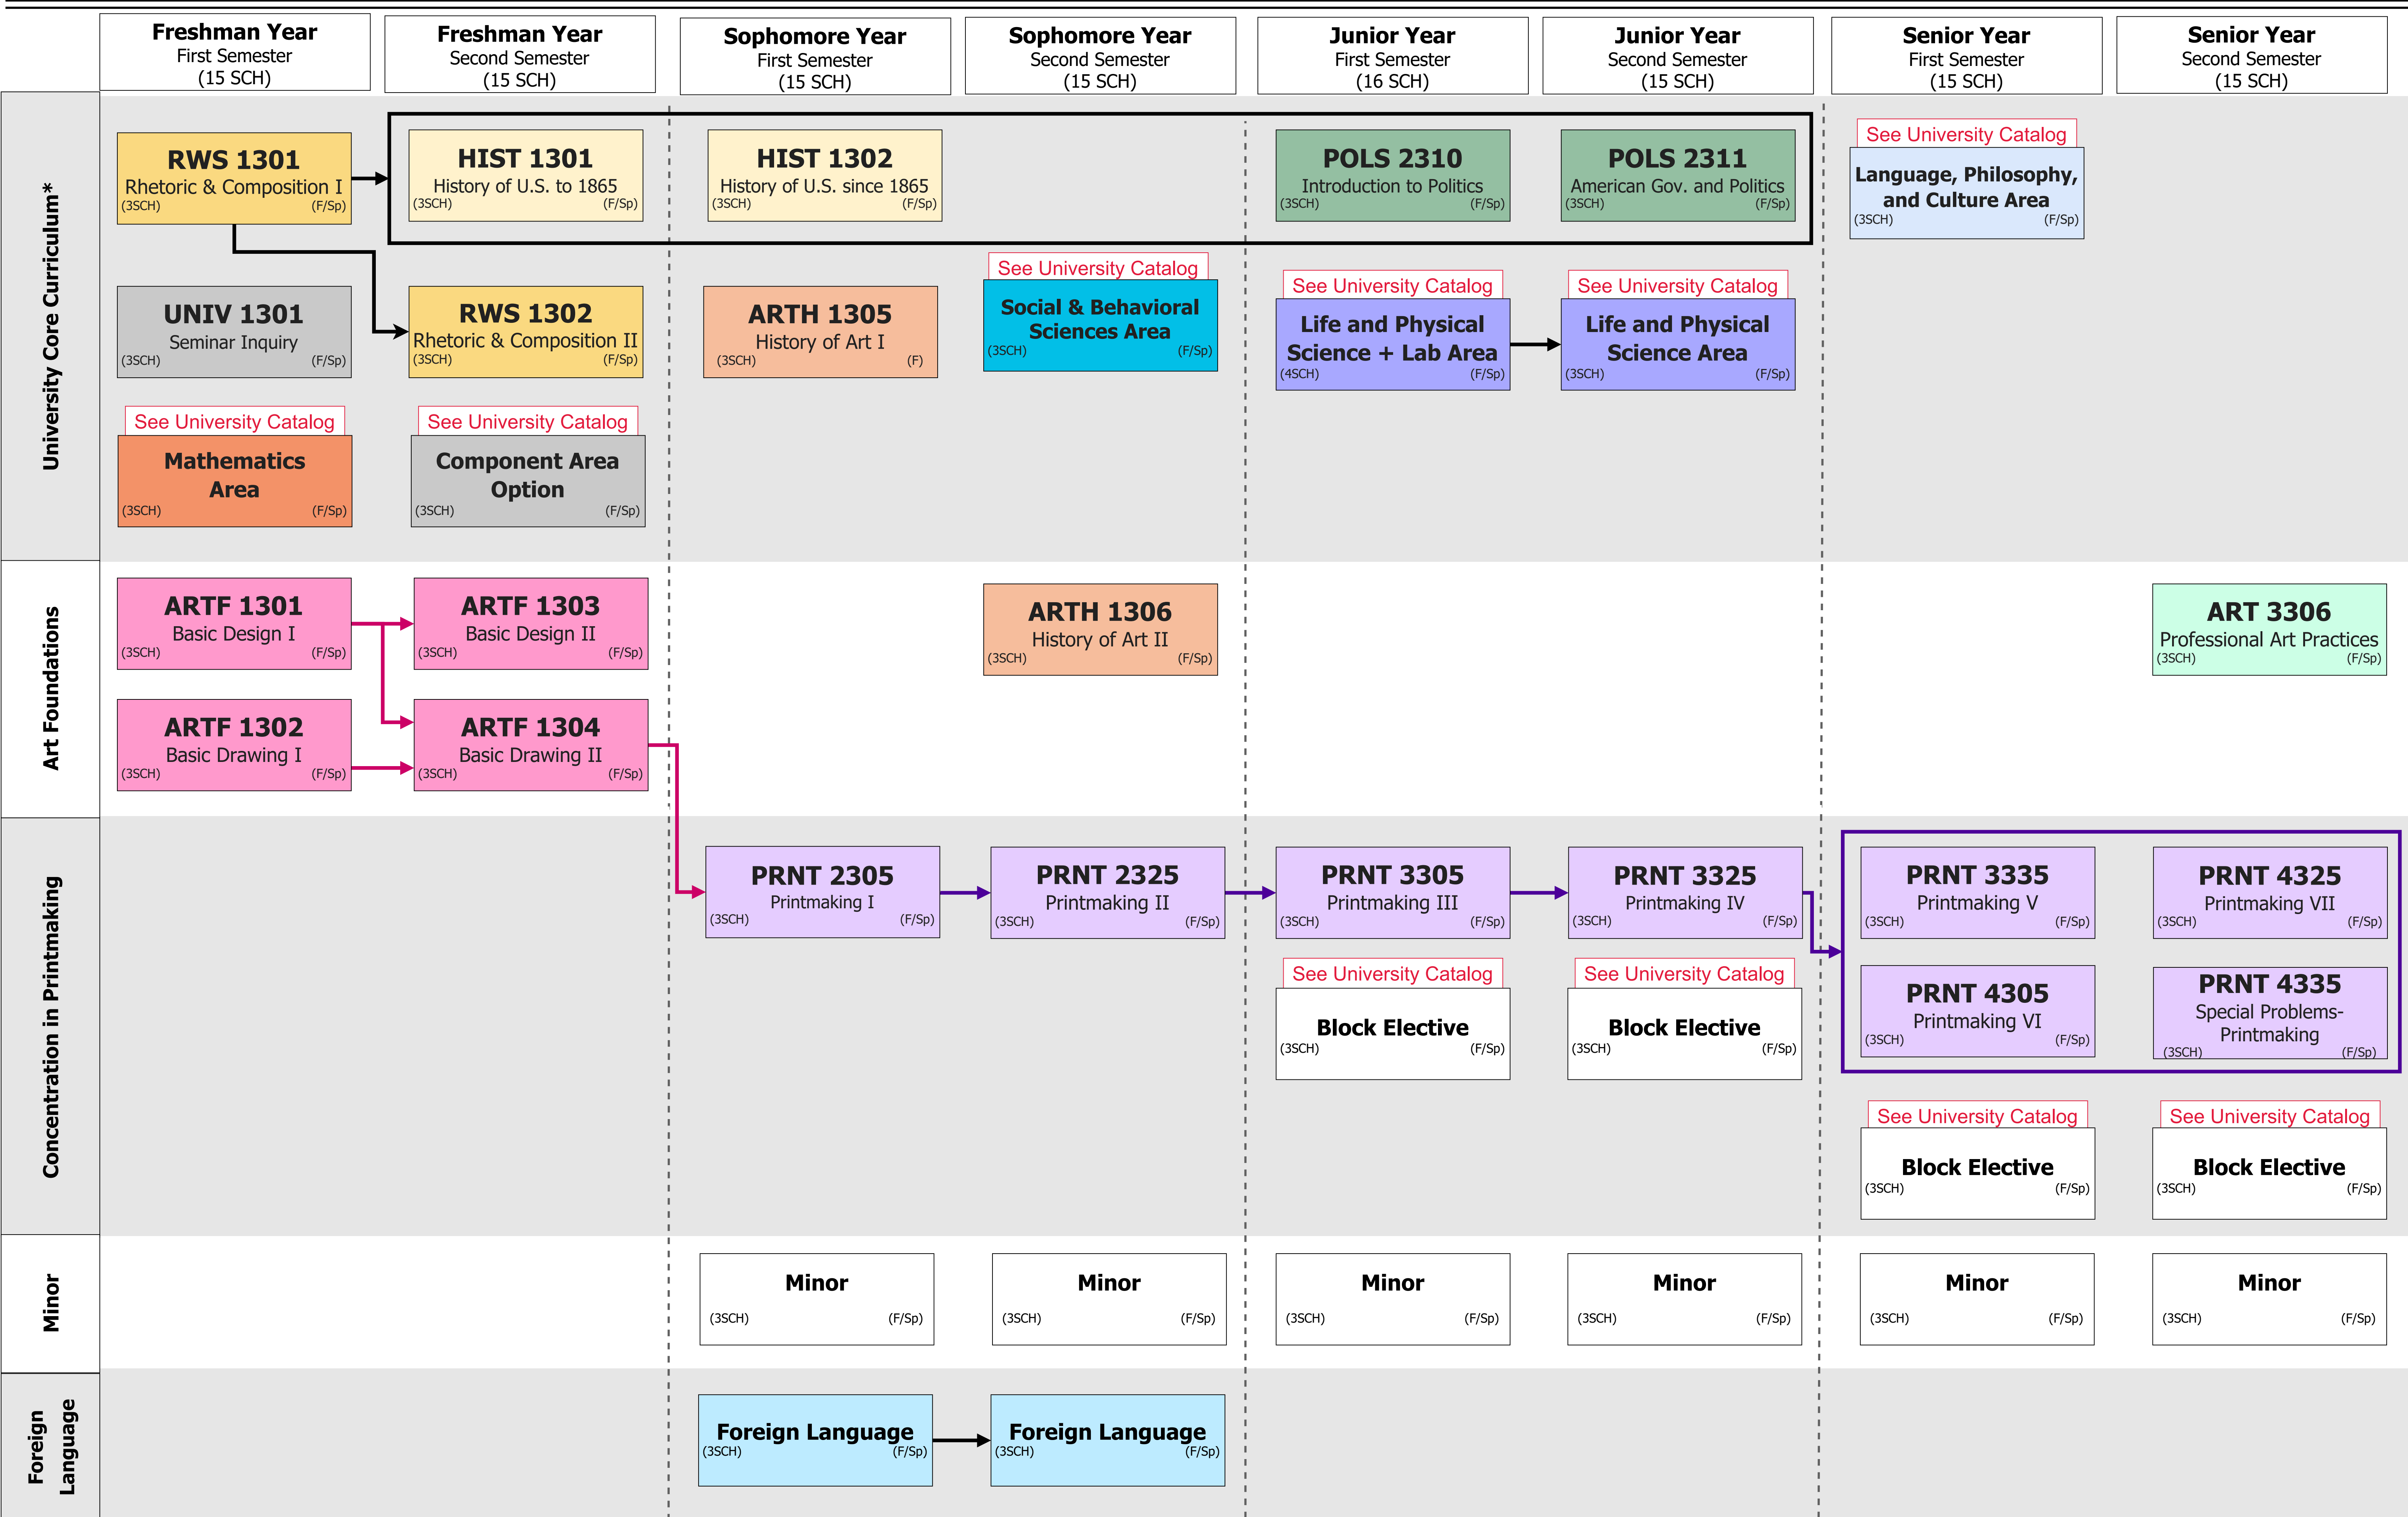 Freshman Year
First Semester
(15 SCH)
Freshman Year
Second Semester
(15 SCH)
Sophomore Year
First Semester
(15 SCH)
Sophomore Year
Second Semester
(15 SCH)
Junior Year
First Semester
(16 SCH)
Junior Year
Second Semester
(15 SCH)
Senior Year
First Semester
(15 SCH)
Senior Year
Second Semester
(15 SCH)
University Core Curriculum*
RWS 1301
Rhetoric & Composition I
(3SCH) (F/Sp)
HIST 1301
History of U.S. to 1865
(3SCH) (F/Sp)
HIST 1302
History of U.S. since 1865
(3SCH) (F/Sp)
POLS 2310
Introduction to Politics
(3SCH) (F/Sp)
POLS 2311
American Gov. and Politics
(3SCH) (F/Sp)
See University Catalog
Language, Philosophy,
and Culture Area
(3SCH) (F/Sp)
UNIV 1301
Seminar Inquiry
(3SCH) (F/Sp)
RWS 1302
Rhetoric & Composition II
(3SCH) (F/Sp)
ARTH 1305
History of Art I
(3SCH) (F)
See University Catalog
Social & Behavioral
Sciences Area
(3SCH) (F/Sp)
See University Catalog
Life and Physical
Science + Lab Area
(4SCH) (F/Sp)
See University Catalog
Life and Physical
Science Area
(3SCH) (F/Sp)
See University Catalog
Mathematics
Area
(3SCH) (F/Sp)
See University Catalog
Component Area
Option
(3SCH) (F/Sp)
Art Foundations
ARTF 1301
Basic Design I
(3SCH) (F/Sp)
ARTF 1303
Basic Design II
(3SCH) (F/Sp)
ARTH 1306
History of Art II
(3SCH) (F/Sp)
ART 3306
Professional Art Practices
(3SCH) (F/Sp)
ARTF 1302
Basic Drawing I
(3SCH) (F/Sp)
ARTF 1304
Basic Drawing II
(3SCH) (F/Sp)
Concentration in Printmaking
PRNT 2305
Printmaking I
(3SCH) (F/Sp)
PRNT 2325
Printmaking II
(3SCH) (F/Sp)
PRNT 3305
Printmaking III
(3SCH) (F/Sp)
PRNT 3325
Printmaking IV
(3SCH) (F/Sp)
PRNT 3335
Printmaking V
(3SCH) (F/Sp)
PRNT 4325
Printmaking VII
(3SCH) (F/Sp)
See University Catalog
Block Elective
(3SCH) (F/Sp)
See University Catalog
Block Elective
(3SCH) (F/Sp)
PRNT 4305
Printmaking VI
(3SCH) (F/Sp)
PRNT 4335
Special Problems-
Printmaking
(3SCH) (F/Sp)
See University Catalog
Block Elective
(3SCH) (F/Sp)
See University Catalog
Block Elective
(3SCH) (F/Sp)
Minor
Minor
(3SCH) (F/Sp)
Minor
(3SCH) (F/Sp)
Minor
(3SCH) (F/Sp)
Minor
(3SCH) (F/Sp)
Minor
(3SCH) (F/Sp)
Minor
(3SCH) (F/Sp)
Foreign
Language
Foreign Language
(3SCH) (F/Sp)
Foreign Language
(3SCH) (F/Sp)